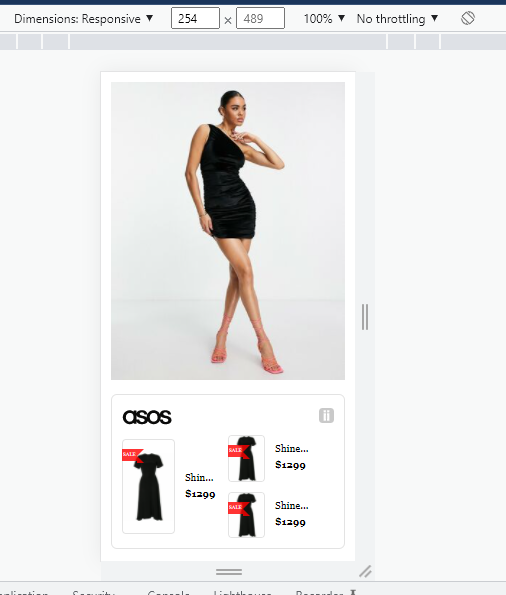 Dimensions: Responsive ▼ 254 × 489 100% ▼ No throttling ▼
asos
SALE
Shin...
$1299
SALE
Shine...
$1299
SALE
Shine...
$1299
Security Console Lighthouse Recorder